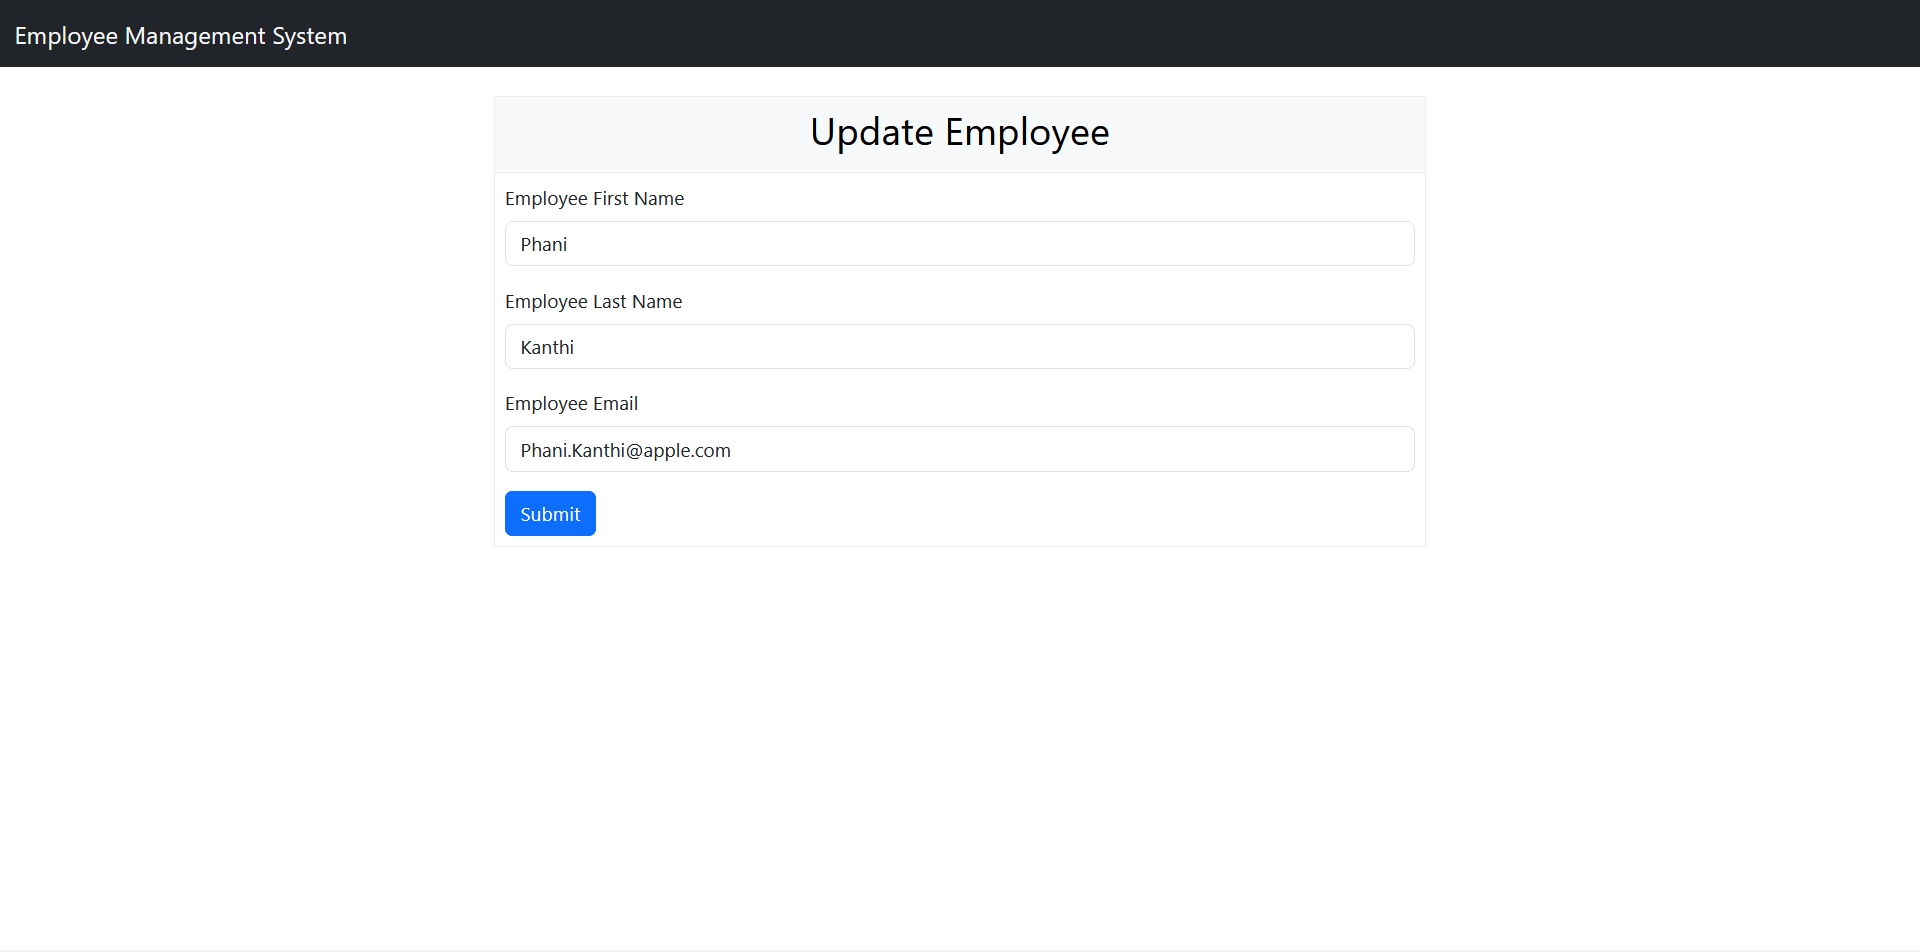 Employee Management System
Update Employee
Employee First Name
Phani
Employee Last Name
Kanthi
Employee Email
Phani.Kanthi@apple.com
Submit